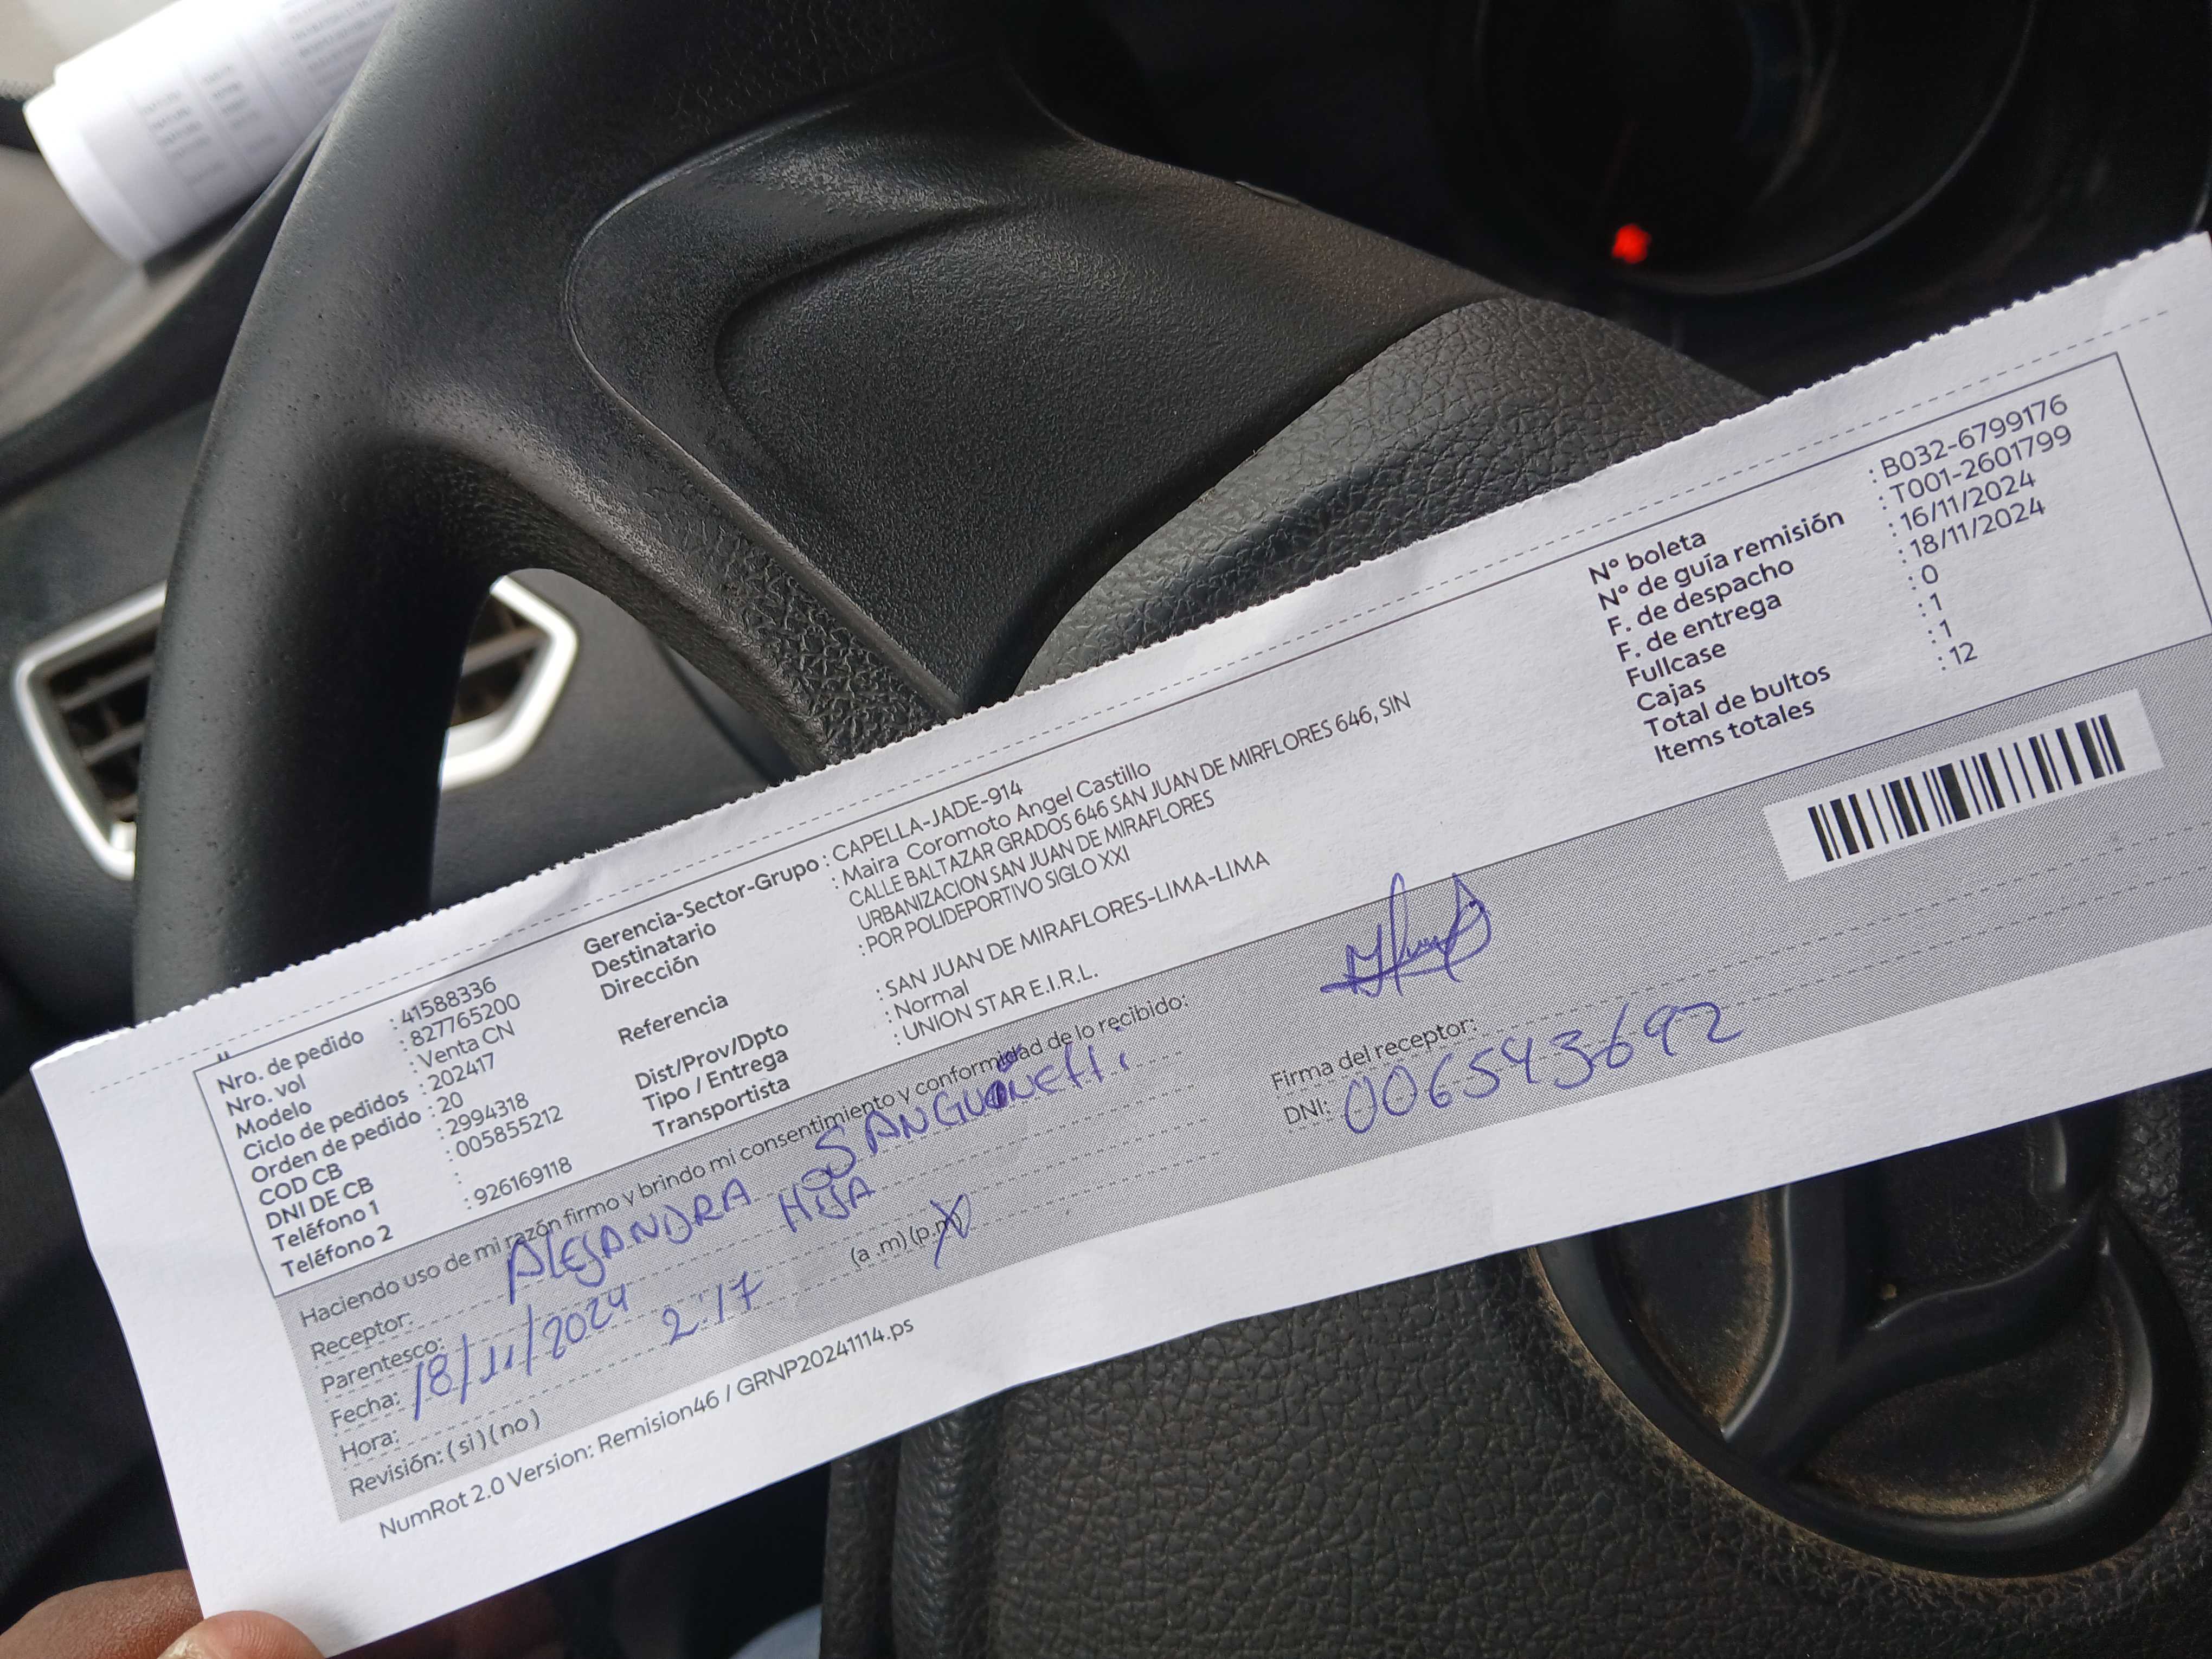 Nro. de pedido : 41588336
Nro. vol : 827765200
Modelo : Venta CN
Ciclo de pedidos : 202417
Orden de pedido : 20
COD CB : 2994318
DNI DE CB : 005855212
Teléfono 1 :
Teléfono 2 : 926169118
Gerencia-Sector-Grupo : CAPELLA-JADE-914
Destinatario : Maira Coromoto Angel Castillo
Dirección CALLE BALTAZAR GRADOS 646 SAN JUAN DE MIRFLORES 646, SIN
URBANIZACION SAN JUAN DE MIRAFLORES
Referencia : POR POLIDEPORTIVO SIGLO XXI
Dist/Prov/Dpto : SAN JUAN DE MIRAFLORES-LIMA-LIMA
Tipo / Entrega : Normal
Transportista : UNION STAR E.I.R.L.
Nº boleta : B032-6799176
Nº de guía remisión : T001-2601799
F. de despacho : 16/11/2024
F. de entrega : 18/11/2024
Fullcase : 0
Cajas : 1
Total de bultos : 1
Items totales : 12
Haciendo uso de mi razón firmo y brindo mi consentimiento y conformidad de lo recibido:
Receptor: ALEJANDRA SANGUINETTI
Parentesco: HIJA
Fecha: 18/11/2024
Hora: 2:17 (a .m) (p.m)
Revisión: ( si ) ( no )
Firma del receptor:
DNI: 006543692
NumRot 2.0 Version: Remision46 / GRNP20241114.ps